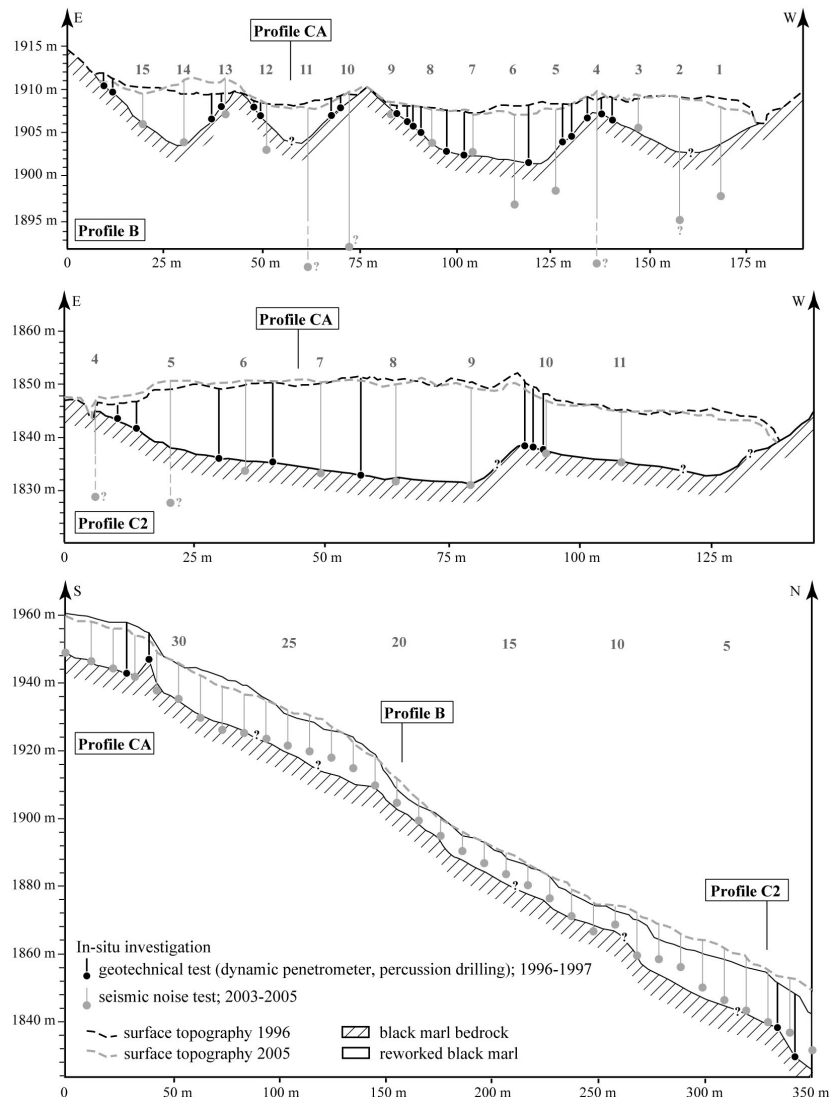 E W
Profile CA
1915 m
15 14 13 12 11 10 9 8 7 6 5 4 3 2 1
1910 m
1905 m
? ?
1900 m
1895 m
Profile B
? ? ? ?
0 25 m 50 m 75 m 100 m 125 m 150 m 175 m
E W
1860 m
Profile CA
4 5 6 7 8 9 10 11
1850 m
1840 m
? ? ?
1830 m
? ?
Profile C2
0 25 m 50 m 75 m 100 m 125 m
S N
1960 m
30 25 20 15 10 5
1940 m
Profile CA
Profile B
1920 m
? ?
1900 m
1880 m
? ?
Profile C2
1860 m
In-situ investigation
geotechnical test (dynamic penetrometer, percussion drilling); 1996-1997
seismic noise test; 2003-2005
?
1840 m
surface topography 1996 black marl bedrock
surface topography 2005 reworked black marl
0 50 m 100 m 150 m 200 m 250 m 300 m 350 m